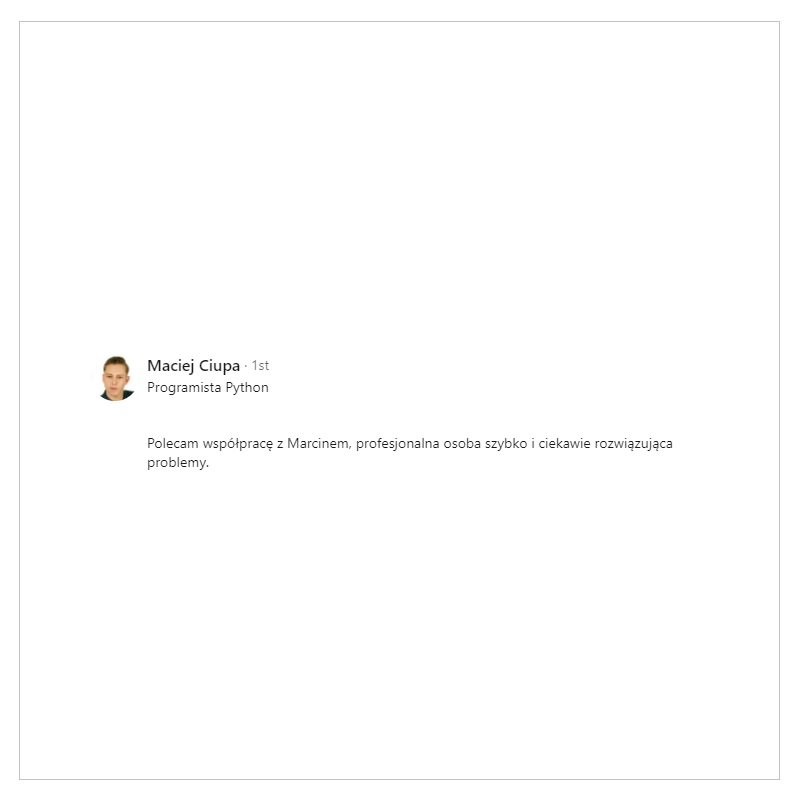 Maciej Ciupa · 1st
Programista Python
Polecam współpracę z Marcinem, profesjonalna osoba szybko i ciekawie rozwiązująca
problemy.